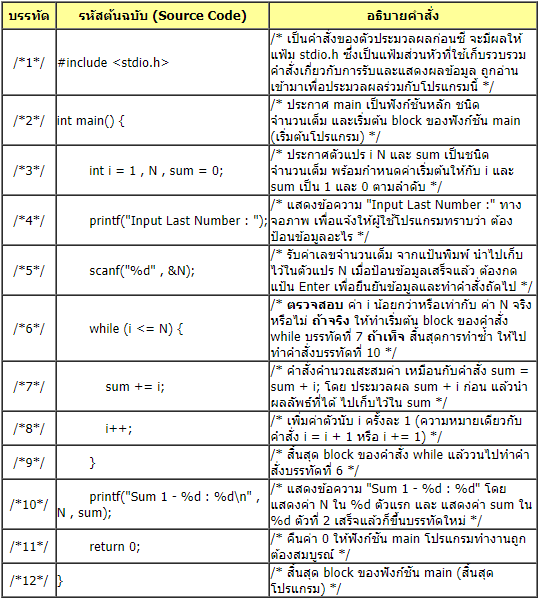 บรรทัด รหัสต้นฉบับ (Source Code) อธิบายคำสั่ง
/*1*/ #include <stdio.h> /* เป็นคำสั่งของตัวประมวลผลก่อนซี จะมีผลให้
แฟ้ม stdio.h ซึ่งเป็นแฟ้มส่วนหัวที่ใช้เก็บรวบรวม
คำสั่งเกี่ยวกับการรับและแสดงผลข้อมูล ถูกอ่าน
เข้ามาเพื่อประมวลผลร่วมกับโปรแกรมนี้ */
/*2*/ int main() { /* ประกาศ main เป็นฟังก์ชันหลัก ชนิด
จำนวนเต็ม และเริ่มต้น block ของฟังก์ชัน main
(เริ่มต้นโปรแกรม) */
/*3*/ int i = 1 , N , sum = 0; /* ประกาศตัวแปร i N และ sum เป็นชนิด
จำนวนเต็ม พร้อมกำหนดค่าเริ่มต้นให้กับ i และ
sum เป็น 1 และ 0 ตามลำดับ */
/*4*/ printf("Input Last Number : "); /* แสดงข้อความ "Input Last Number :" ทาง
จอภาพ เพื่อแจ้งให้ผู้ใช้โปรแกรมทราบว่า ต้อง
ป้อนข้อมูลอะไร */
/*5*/ scanf("%d" , &N); /* รับค่าเลขจำนวนเต็ม จากแป้นพิมพ์ นำไปเก็บ
ไว้ในตัวแปร N เมื่อป้อนข้อมูลเสร็จแล้ว ต้องกด
แป้น Enter เพื่อยืนยันข้อมูลและทำคำสั่งถัดไป */
/*6*/ while (i <= N) { /* ตรวจสอบ ค่า i น้อยกว่าหรือเท่ากับ ค่า N จริง
หรือไม่ ถ้าจริง ให้ทำเริ่มต้น block ของคำสั่ง
while บรรทัดที่ 7 ถ้าเท็จ สิ้นสุดการทำซ้ำ ให้ไป
ทำคำสั่งบรรทัดที่ 10 */
/*7*/ sum += i; /* คำสั่งคำนวณสะสมค่า เหมือนกับคำสั่ง sum =
sum + i; โดย ประมวลผล sum + i ก่อน แล้วนำ
ผลลัพธ์ที่ได้ ไปเก็บไว้ใน sum */
/*8*/ i++; /* เพิ่มค่าตัวนับ i ครั้งละ 1 (ความหมายเดียวกับ
คำสั่ง i = i + 1 หรือ i += 1) */
/*9*/ } /* สิ้นสุด block ของคำสั่ง while แล้ววนไปทำคำ
สั่งบรรทัดที่ 6 */
/*10*/ printf("Sum 1 - %d : %d\n" , /* แสดงข้อความ "Sum 1 - %d : %d" โดย
N , sum); แสดงค่า N ใน %d ตัวแรก และ แสดงค่า sum ใน
%d ตัวที่ 2 เสร็จแล้วก็ขึ้นบรรทัดใหม่ */
/*11*/ return 0; /* คืนค่า 0 ให้ฟังก์ชัน main โปรแกรมทำงานถูก
ต้องสมบูรณ์ */
/*12*/ } /* สิ้นสุด block ของฟังก์ชัน main (สิ้นสุด
โปรแกรม) */